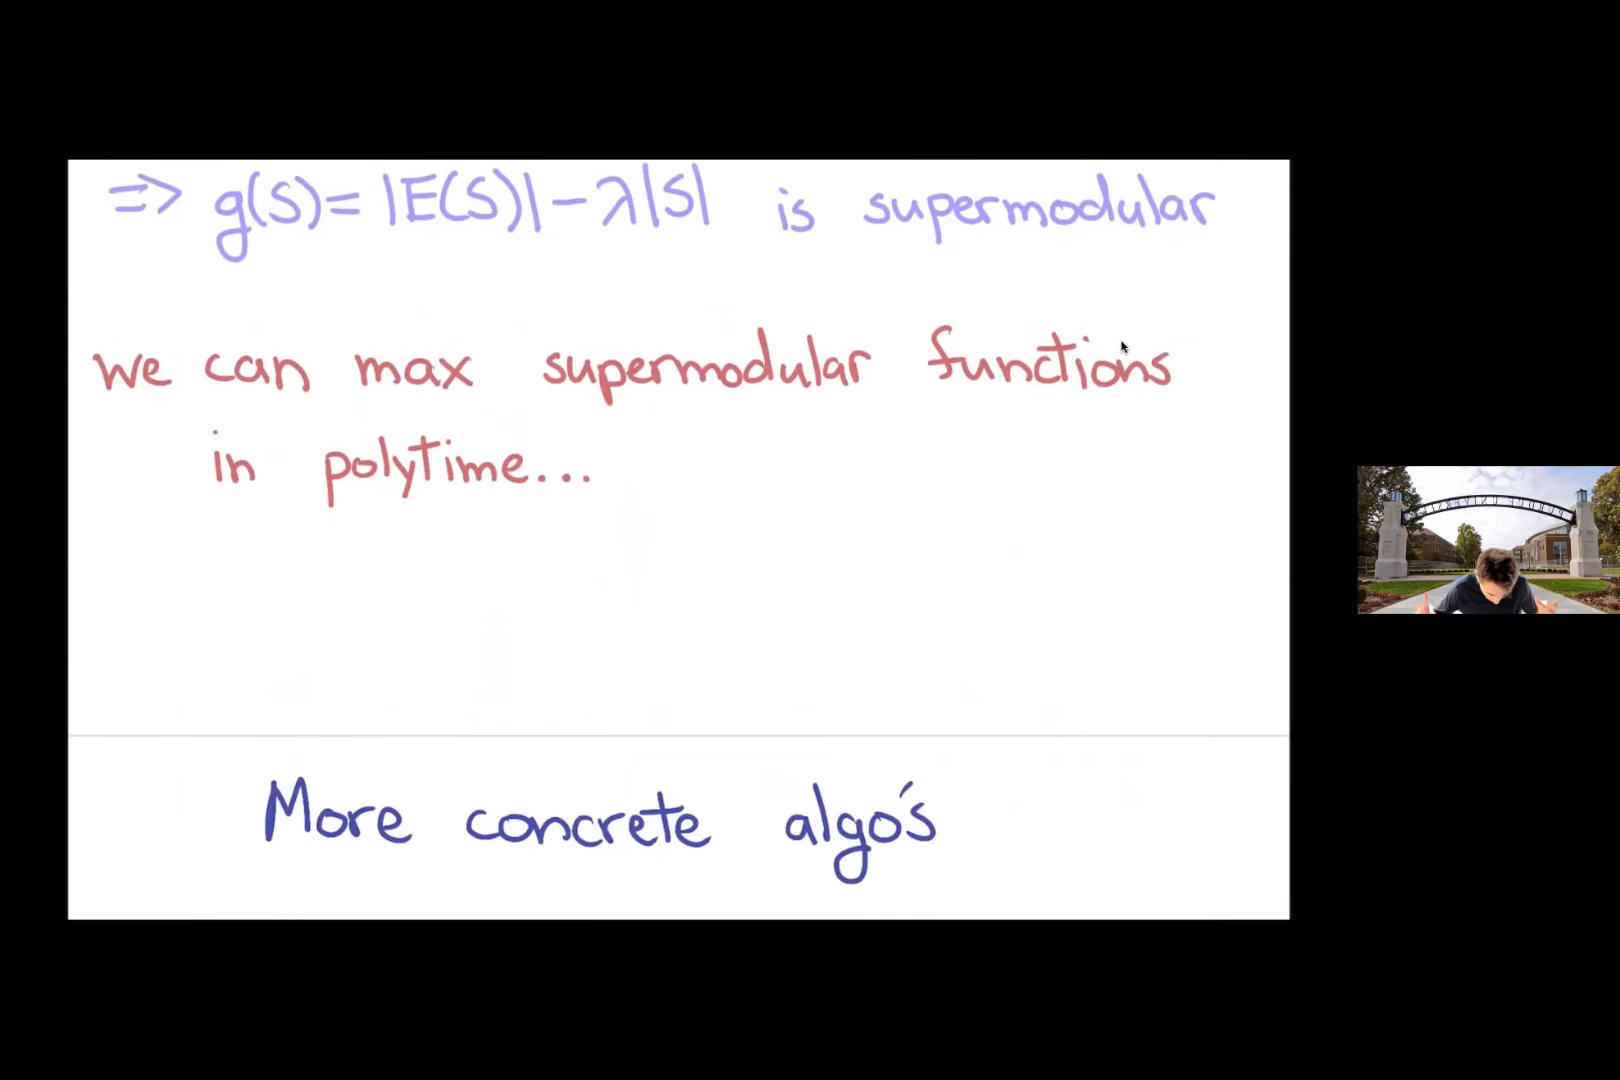 => g(S)= |E(S)| - λ|S| is supermodular
we can max supermodular functions
in polytime...
More concrete algo's